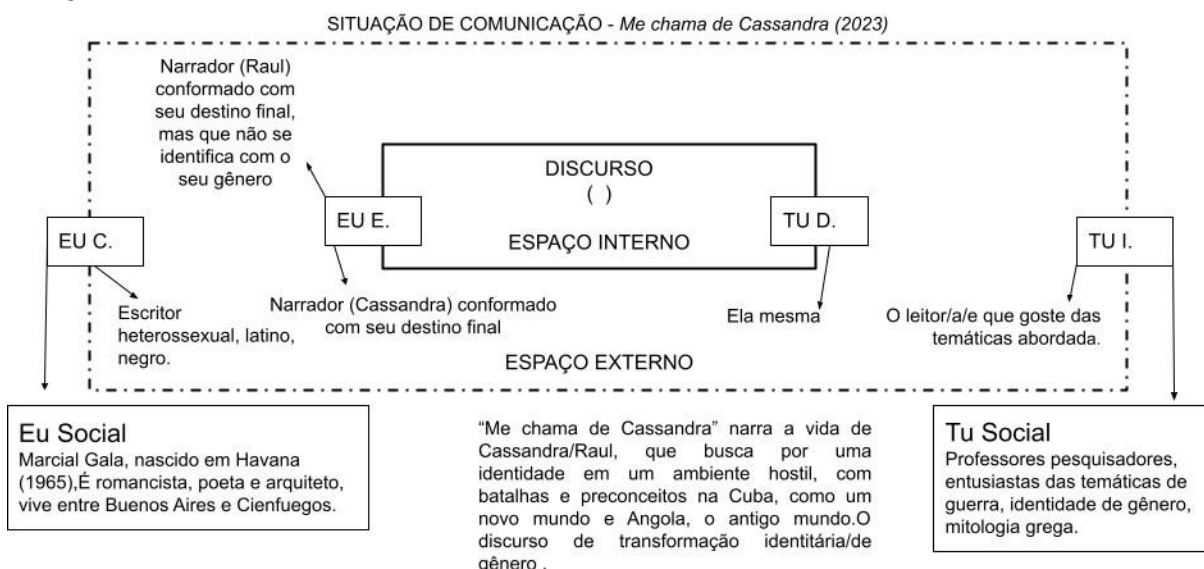 SITUAÇÃO DE COMUNICAÇÃO - Me chama de Cassandra (2023)
Narrador (Raul)
conformado com
seu destino final,
mas que não se
identifica com o
seu gênero
DISCURSO
( )
EU E.
TU D.
ESPAÇO INTERNO
EU C.
TU I.
Escritor
heterossexual, latino,
negro.
Narrador (Cassandra) conformado
com seu destino final
Ela mesma
O leitor/a/e que goste das
temáticas abordada.
ESPAÇO EXTERNO
Eu Social
Marcial Gala, nascido em Havana
(1965),É romancista, poeta e arquiteto,
vive entre Buenos Aires e Cienfuegos.
“Me chama de Cassandra” narra a vida de
Cassandra/Raul, que busca por uma
identidade em um ambiente hostil, com
batalhas e preconceitos na Cuba, como um
novo mundo e Angola, o antigo mundo.O
discurso de transformação identitária/de
gênero .
Tu Social
Professores pesquisadores,
entusiastas das temáticas de
guerra, identidade de gênero,
mitologia grega.